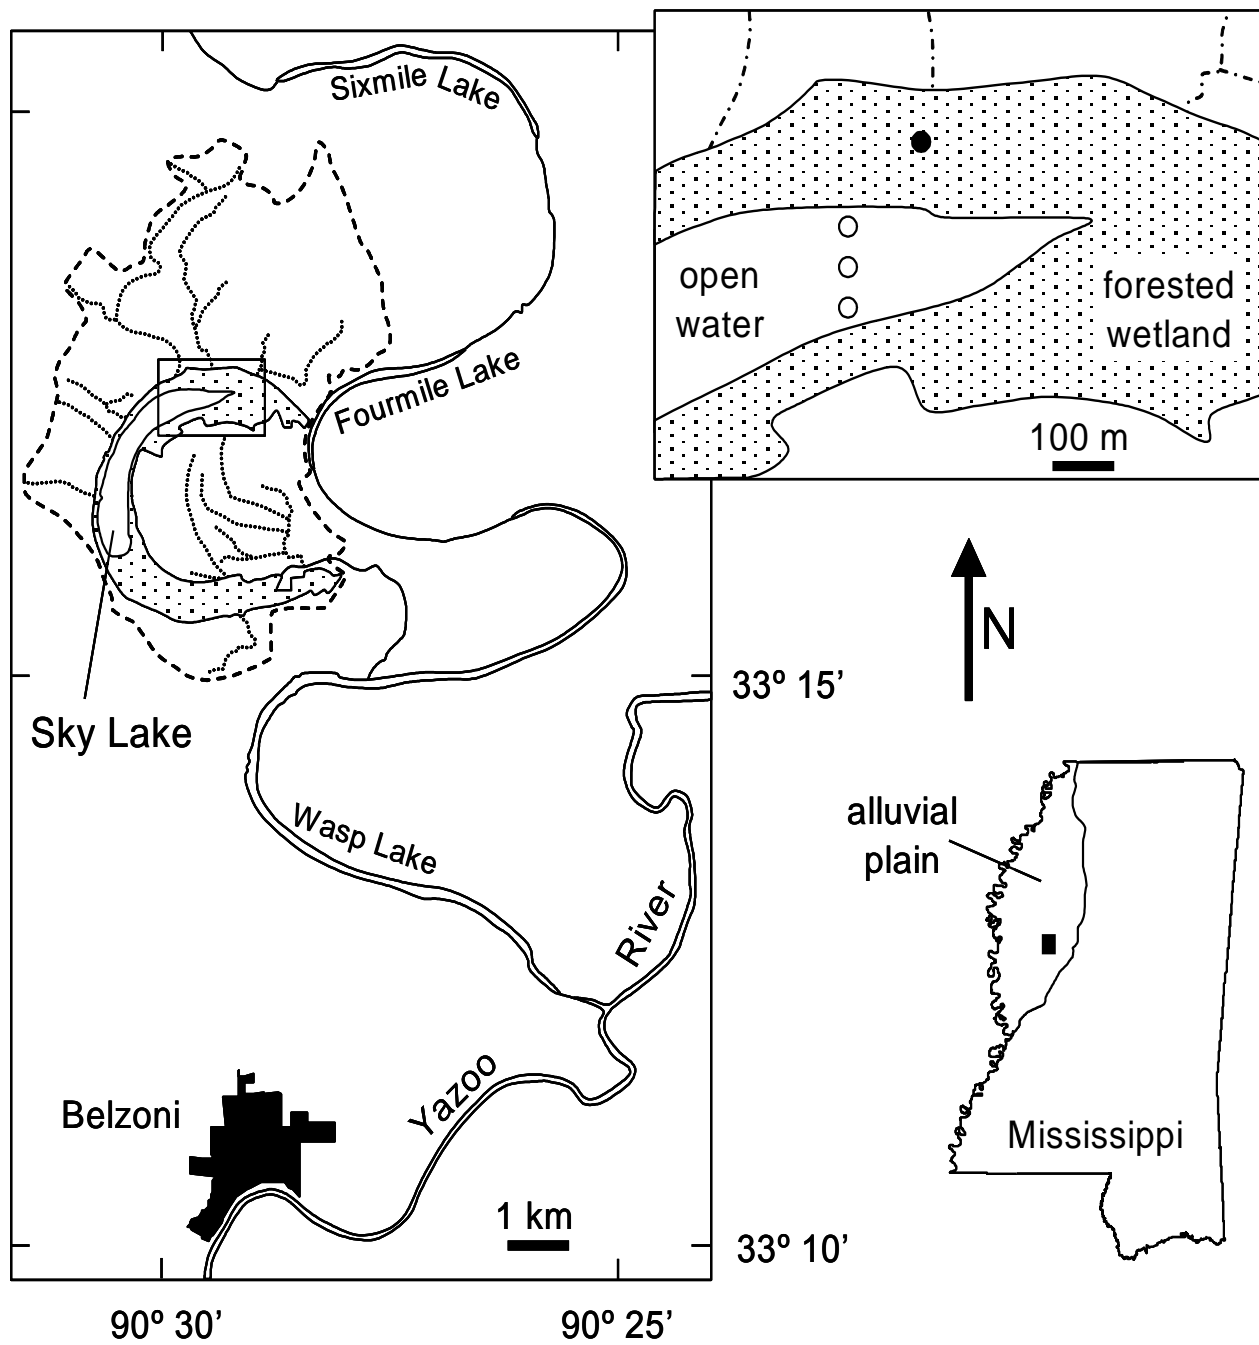 Sixmile Lake
open
water
forested
wetland
100 m
Fourmile Lake
N
33º 15’
Sky Lake
alluvial
plain
Wasp Lake
River
Yazoo
Belzoni
Mississippi
1 km
33º 10’
90º 30’
90º 25’